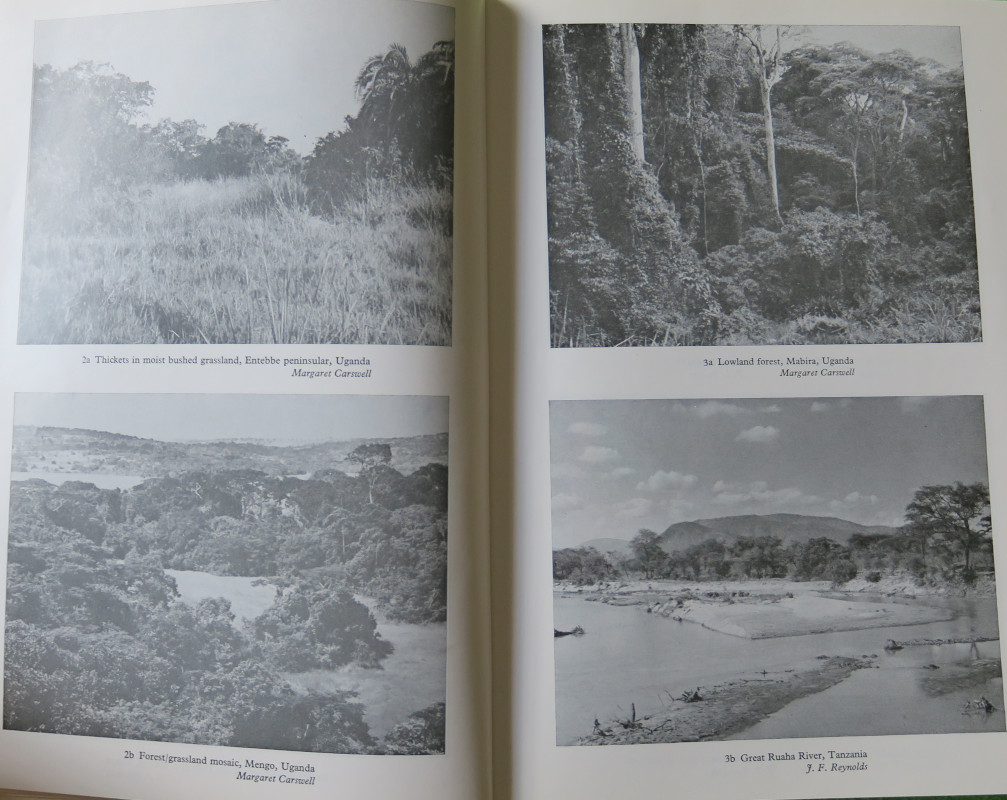 2a Thickets in moist bushed grassland, Entebbe peninsular, Uganda
Margaret Carswell
2b Forest/grassland mosaic, Mengo, Uganda
Margaret Carswell
3a Lowland forest, Mabira, Uganda
Margaret Carswell
3b Great Ruaha River, Tanzania
J. F. Reynolds